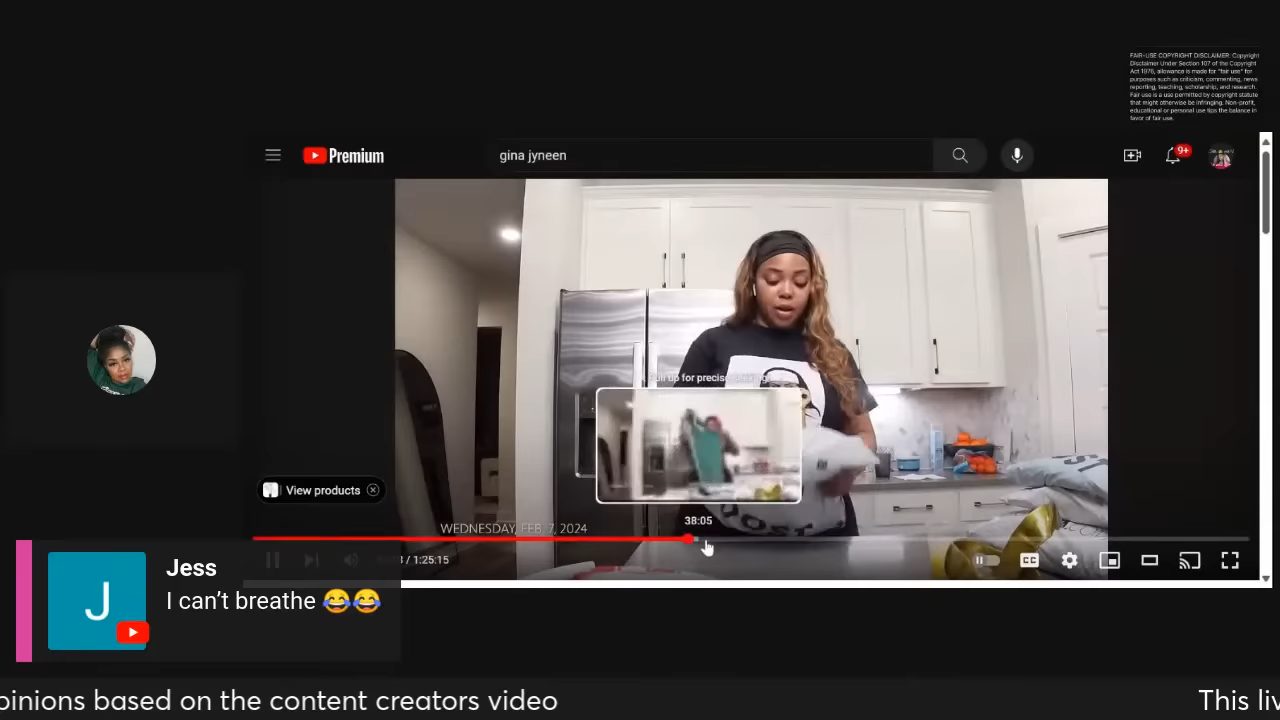 FAIR-USE COPYRIGHT DISCLAIMER: Copyright
Disclaimer Under Section 107 of the Copyright
Act 1976, allowance is made for "fair use" for
purposes such as criticism, commenting, news
reporting, teaching, scholarship, and research.
Fair use is a use permitted by copyright statute
that might otherwise be infringing. Non-profit,
educational or personal use tips the balance in
favor of fair use.
Premium
gina jyneen
9+
up for precise
View products
WEDNESDAY, FEB. 7, 2024
38:05
/ 1:25:15
CC
J
Jess
I can't breathe 😂😂
pinions based on the content creators video
This liv